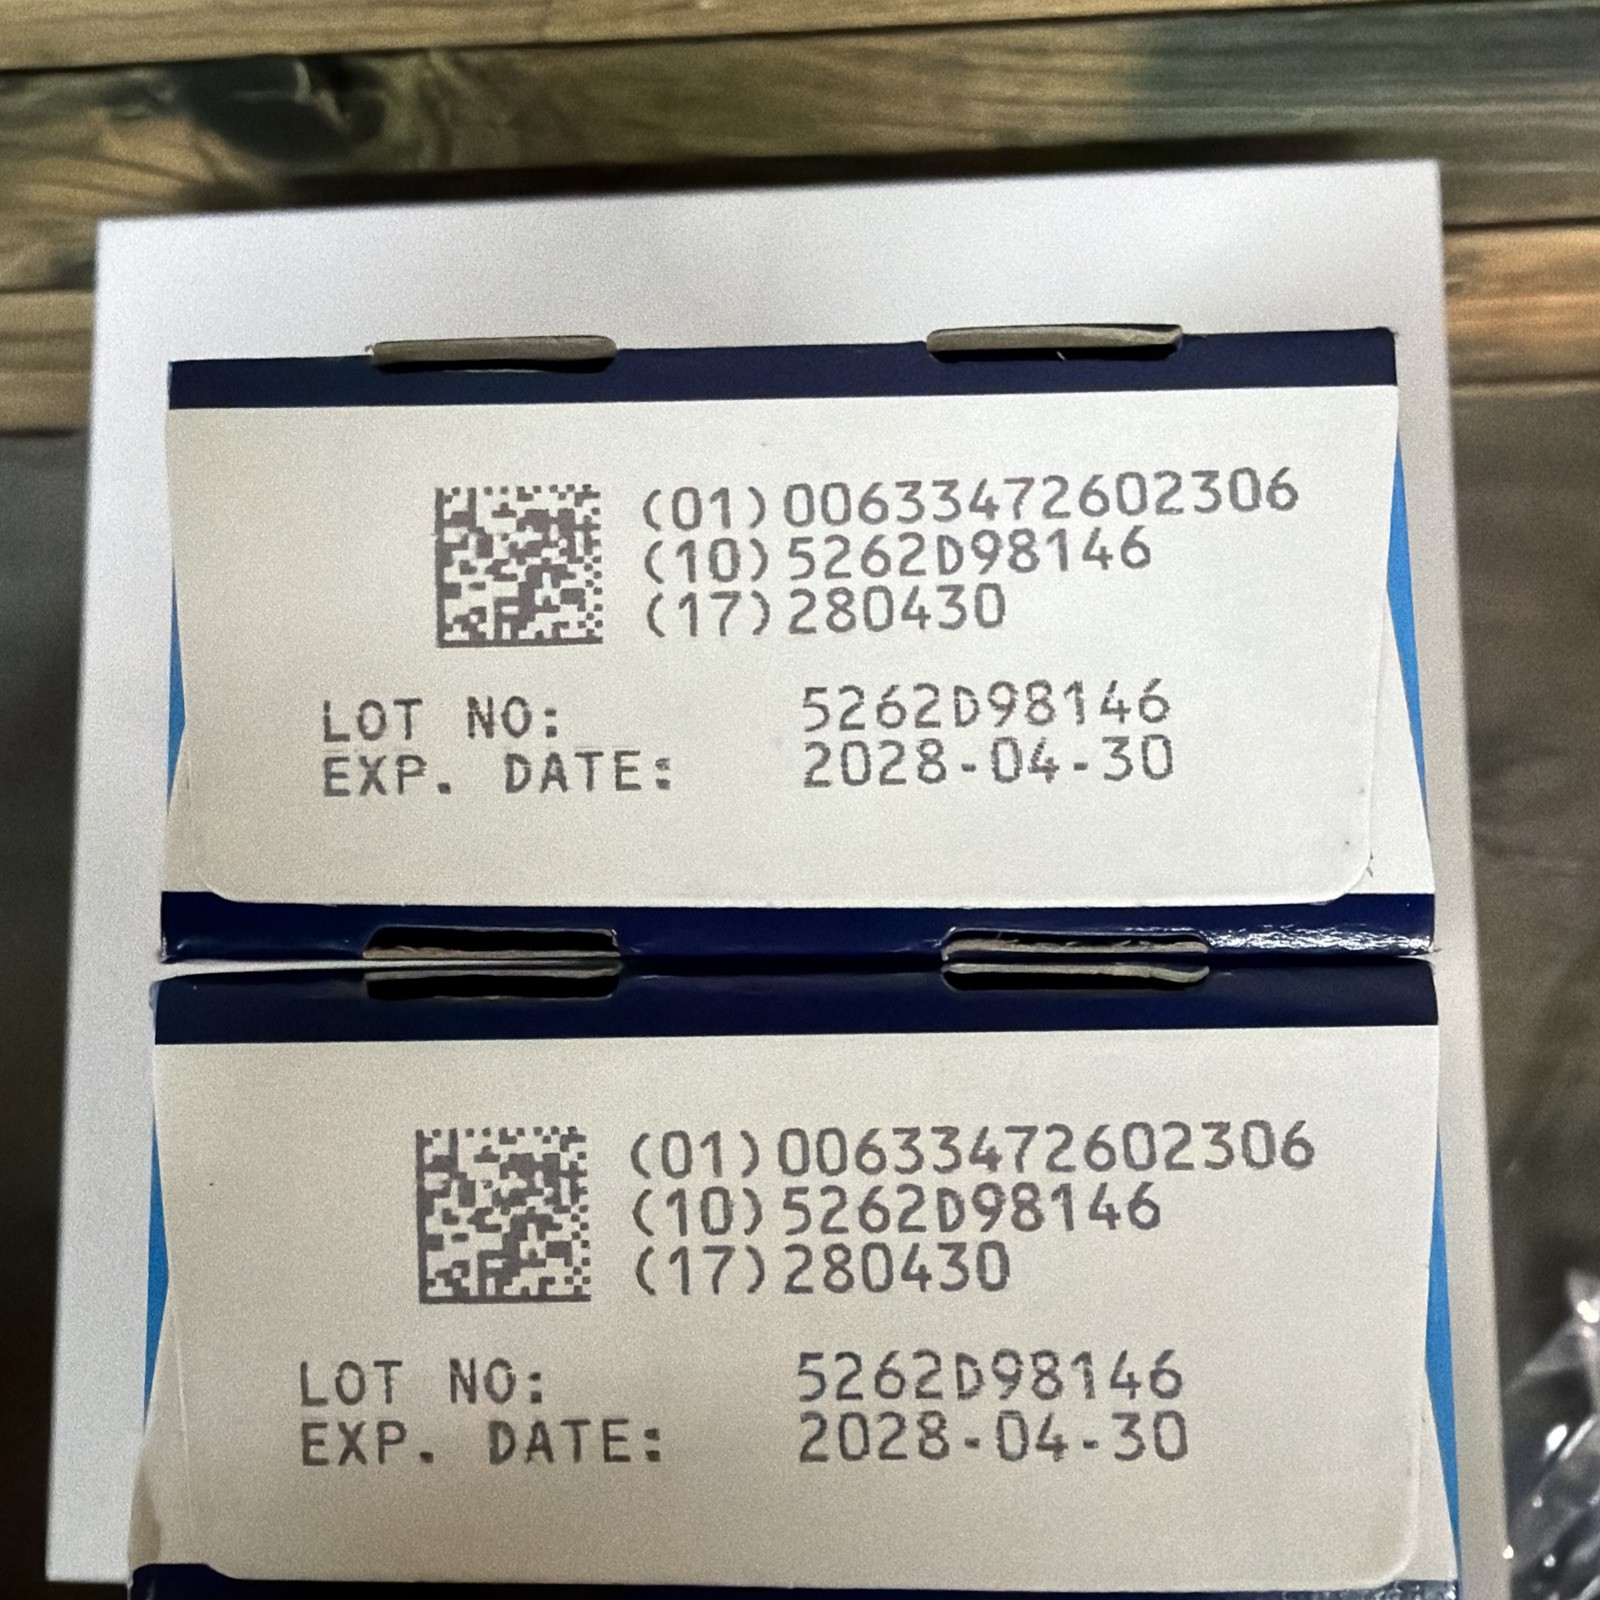 (01)00633472602306
(10)5262D98146
(17)280430
LOT NO: 5262D98146
EXP. DATE: 2028-04-30
(01)00633472602306
(10)5262D98146
(17)280430
LOT NO: 5262D98146
EXP. DATE: 2028-04-30